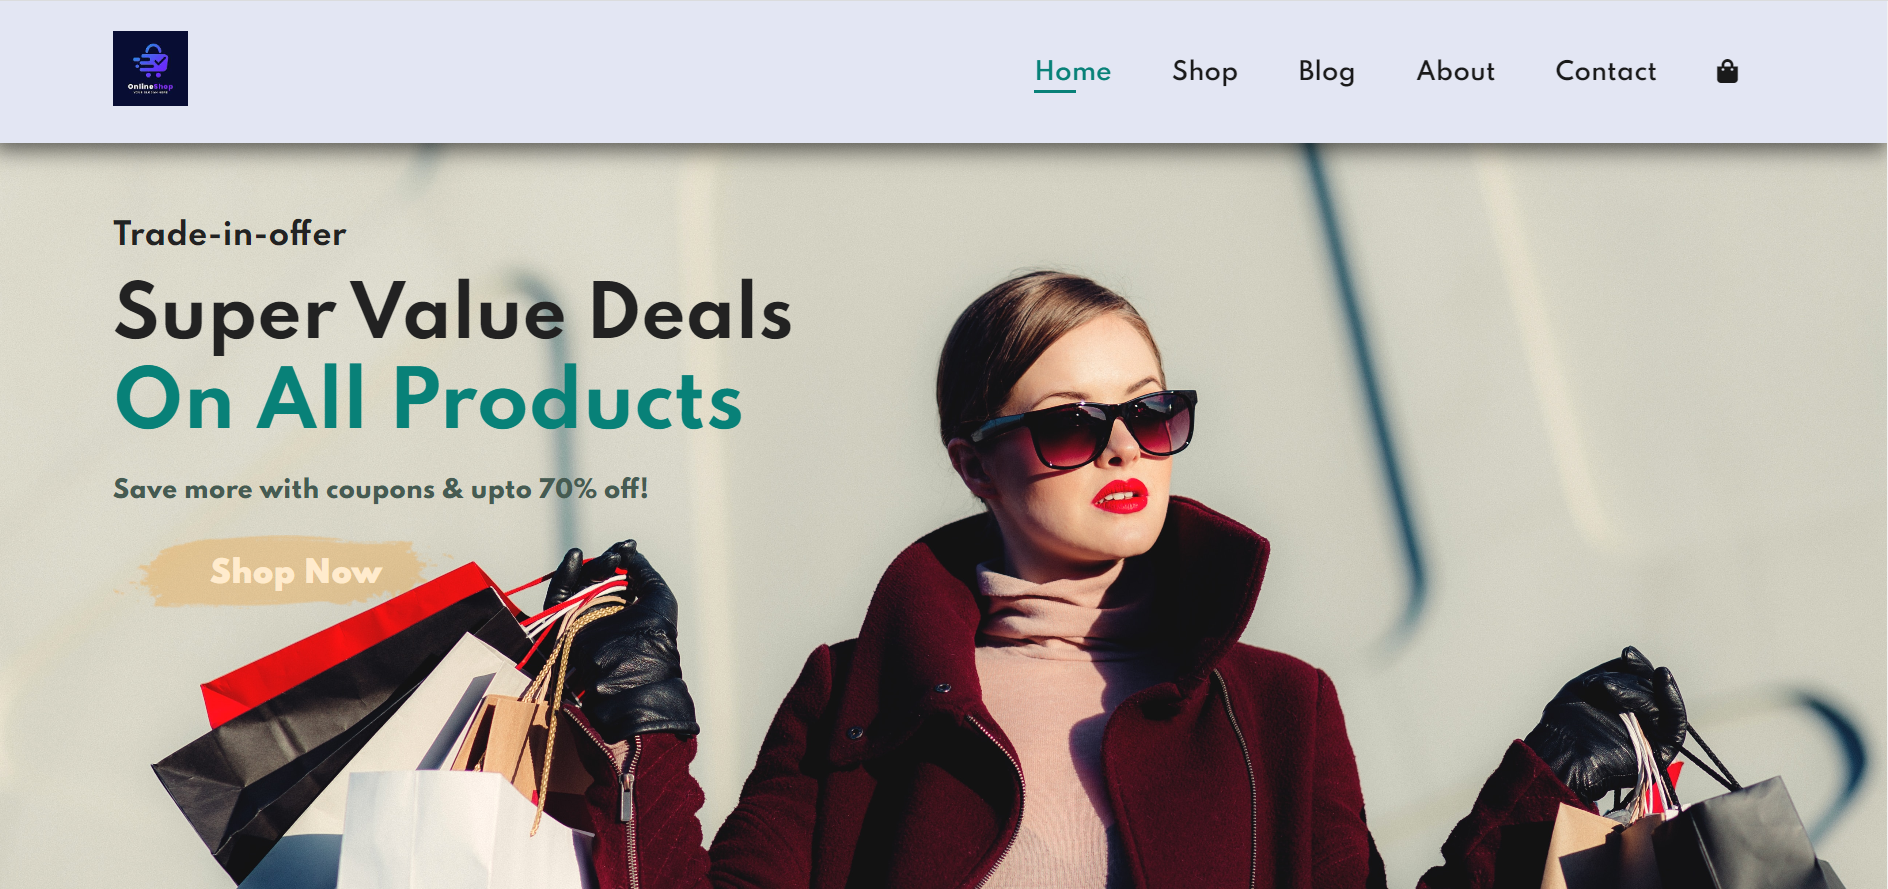 OnlineShop
Home Shop Blog About Contact
Trade-in-offer
Super Value Deals
On All Products
Save more with coupons & upto 70% off!
Shop Now